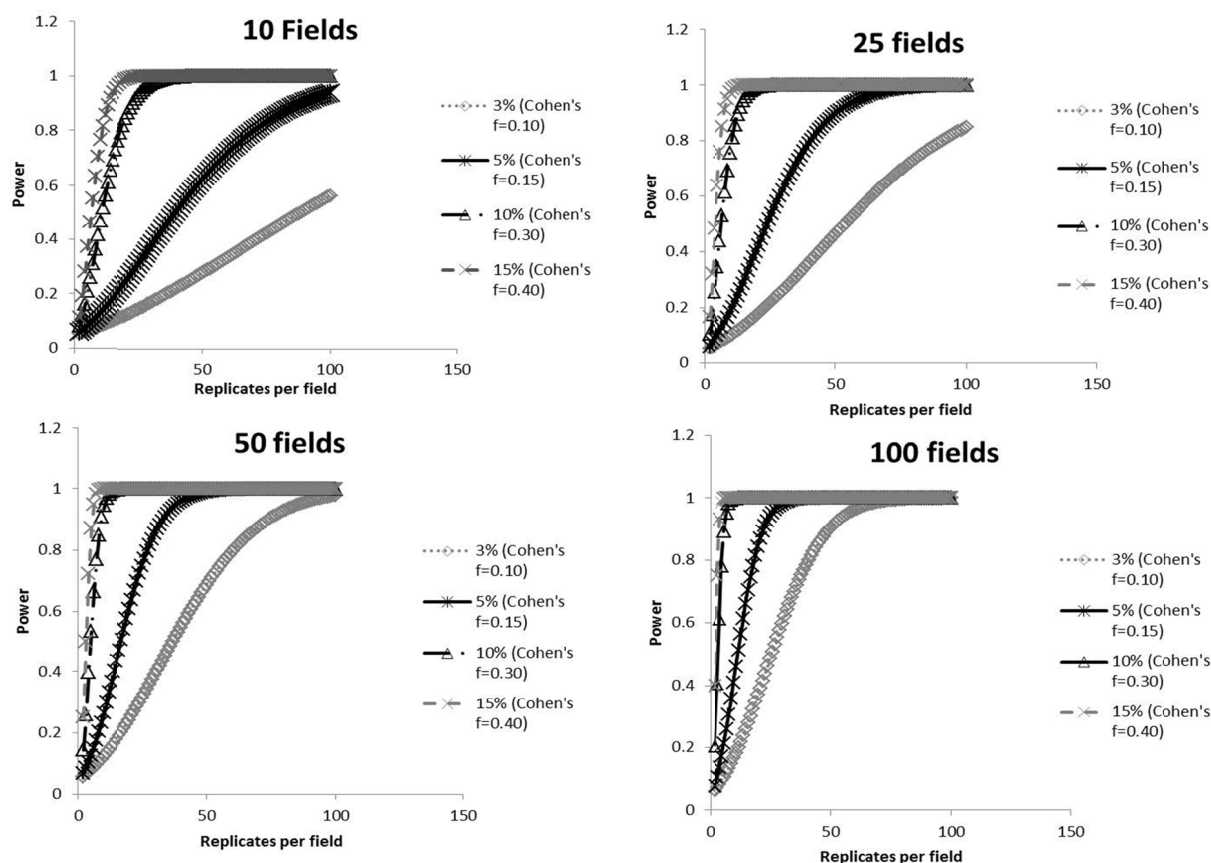 10 Fields
1.2
1
0.8
0.6
0.4
0.2
0
Power
0
50
100
150
Replicates per field
3% (Cohen's
f=0.10)
5% (Cohen's
f=0.15)
10% (Cohen's
f=0.30)
15% (Cohen's
f=0.40)
25 fields
1.2
1
0.8
0.6
0.4
0.2
0
Power
0
50
100
150
Replicates per field
3% (Cohen's
f=0.10)
5% (Cohen's
f=0.15)
10% (Cohen's
f=0.30)
15% (Cohen's
f=0.40)
50 fields
1.2
1
0.8
0.6
0.4
0.2
0
Power
0
50
100
150
Replicates per field
3% (Cohen's
f=0.10)
5% (Cohen's
f=0.15)
10% (Cohen's
f=0.30)
15% (Cohen's
f=0.40)
100 fields
1.2
1
0.8
0.6
0.4
0.2
0
Power
0
50
100
150
Replicates per field
3% (Cohen's
f=0.10)
5% (Cohen's
f=0.15)
10% (Cohen's
f=0.30)
15% (Cohen's
f=0.40)